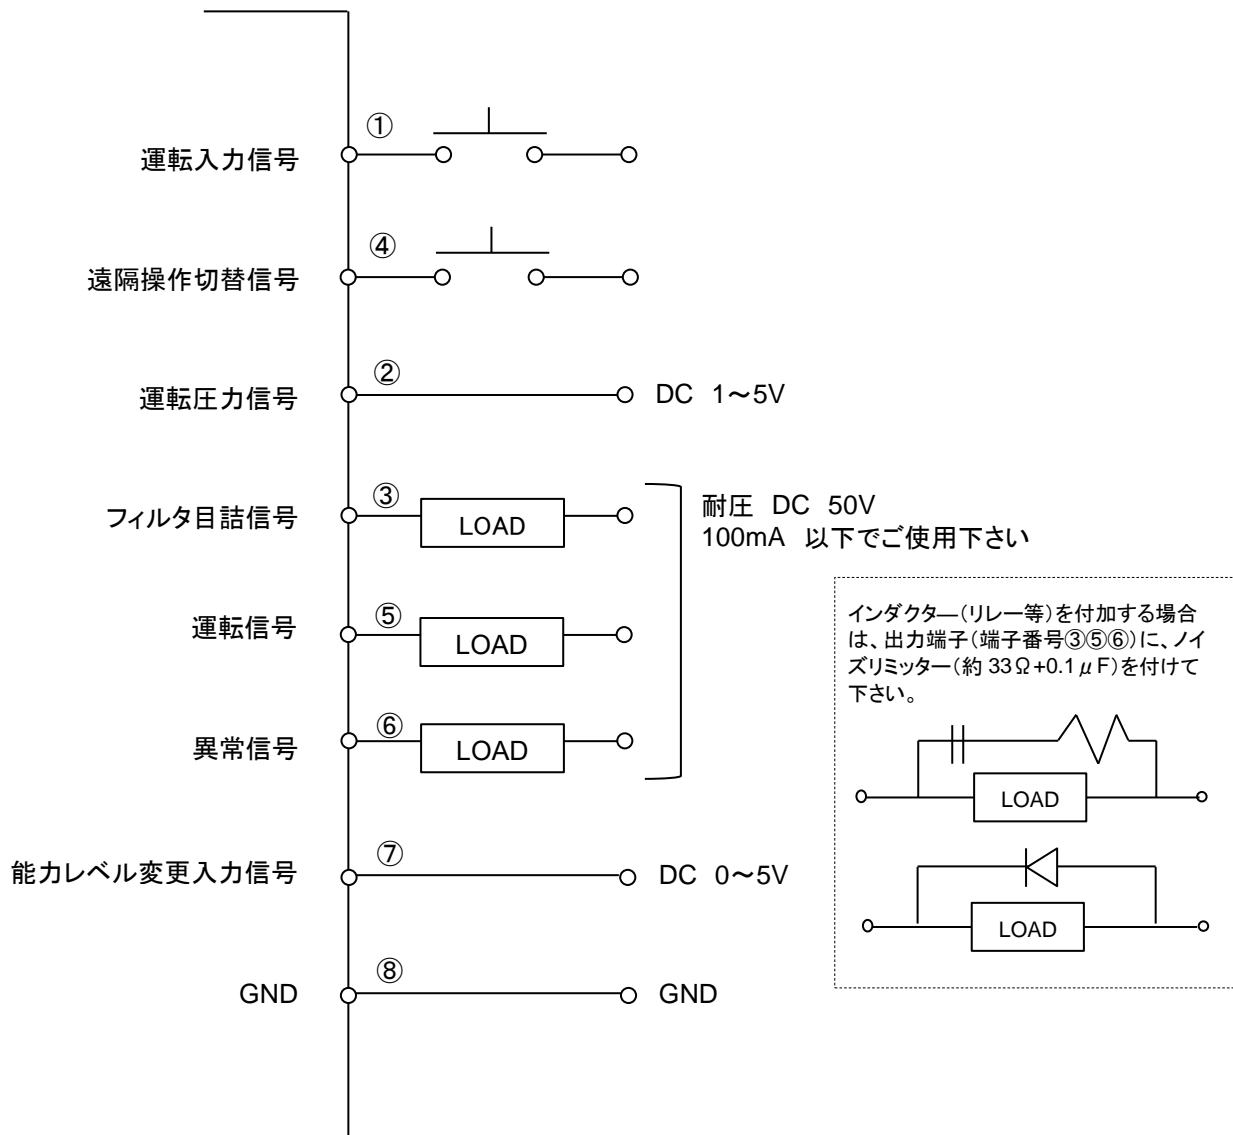 ①
運転入力信号
④
遠隔操作切替信号
②
運転圧力信号
DC 1～5V
③
フィルタ目詰信号
LOAD
耐圧 DC 50V
100mA 以下でご使用下さい
⑤
運転信号
LOAD
⑥
異常信号
LOAD
⑦
能力レベル変更入力信号
DC 0～5V
⑧
GND
GND
インダクター(リレー等)を付加する場合
は、出力端子(端子番号③⑤⑥)に、ノイ
ズリミッター(約 33Ω+0.1μF)を付けて
下さい。
LOAD
LOAD